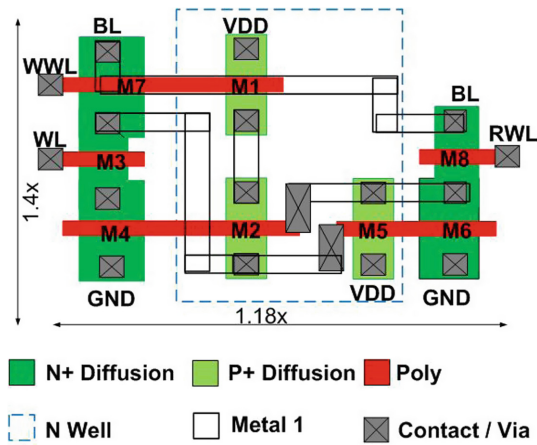 BL
VDD
WWL
M7
M1
BL
WL
M3
M8
RWL
1.4x
M4
M2
M5
M6
GND
VDD
GND
1.18x
N+ Diffusion
P+ Diffusion
Poly
N Well
Metal 1
Contact / Via